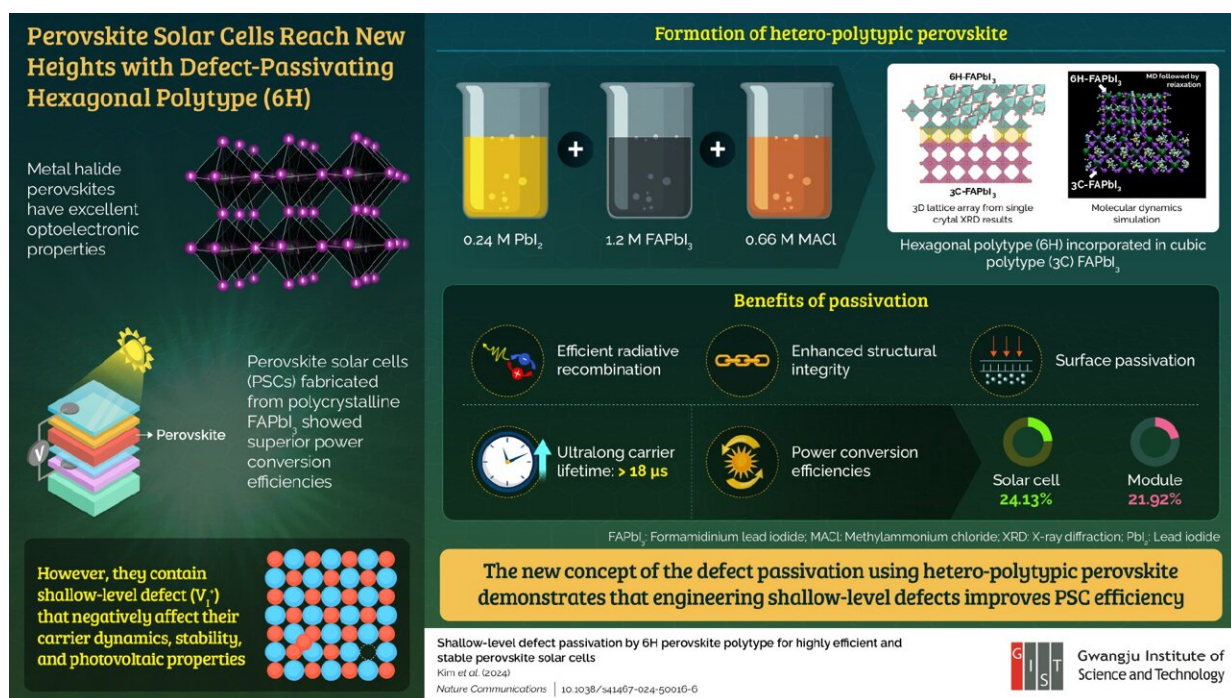 Perovskite Solar Cells Reach New
Heights with Defect-Passivating
Hexagonal Polytype (6H)
Metal halide
perovskites
have excellent
optoelectronic
properties
Perovskite
V
Perovskite solar cells
(PSCs) fabricated
from polycrystalline
FAPbI₃ showed
superior power
conversion
efficiencies
However, they contain
shallow-level defect (V_I⁺)
that negatively affect their
carrier dynamics, stability,
and photovoltaic properties
Formation of hetero-polytypic perovskite
+
+
0.24 M PbI₂
1.2 M FAPbI₃
0.66 M MACl
6H-FAPbI₃
3C-FAPbI₃
3D lattice array from single
crytal XRD results
6H-FAPbI₃
MD followed by
relaxation
3C-FAPbI₃
Molecular dynamics
simulation
Hexagonal polytype (6H) incorporated in cubic
polytype (3C) FAPbI₃
Benefits of passivation
Efficient radiative
recombination
Enhanced structural
integrity
Surface passivation
Ultralong carrier
lifetime: > 18 μs
Power conversion
efficiencies
Solar cell
24.13%
Module
21.92%
FAPbI₃: Formamidinium lead iodide; MACl: Methylammonium chloride; XRD: X-ray diffraction; PbI₂: Lead iodide
The new concept of the defect passivation using hetero-polytypic perovskite
demonstrates that engineering shallow-level defects improves PSC efficiency
Shallow-level defect passivation by 6H perovskite polytype for highly efficient and
stable perovskite solar cells
Kim et al. (2024)
Nature Communications | 10.1038/s41467-024-50016-6
GIST
Gwangju Institute of
Science and Technology